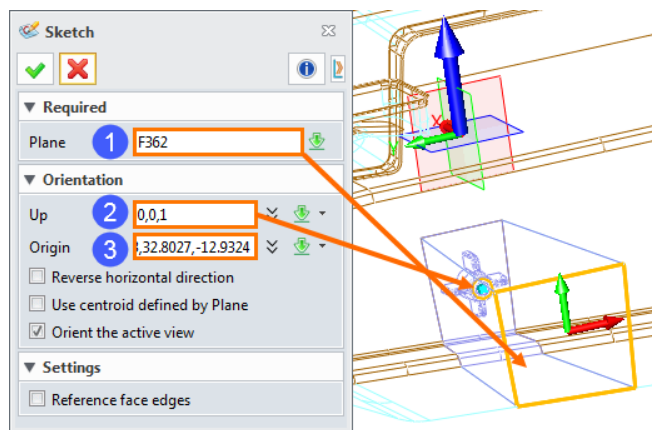 Sketch
Required
Plane 1 F362
Orientation
Up 2 0,0,1
Origin 3 ,32.8027,-12.9324
Reverse horizontal direction
Use centroid defined by Plane
Orient the active view
Settings
Reference face edges
X